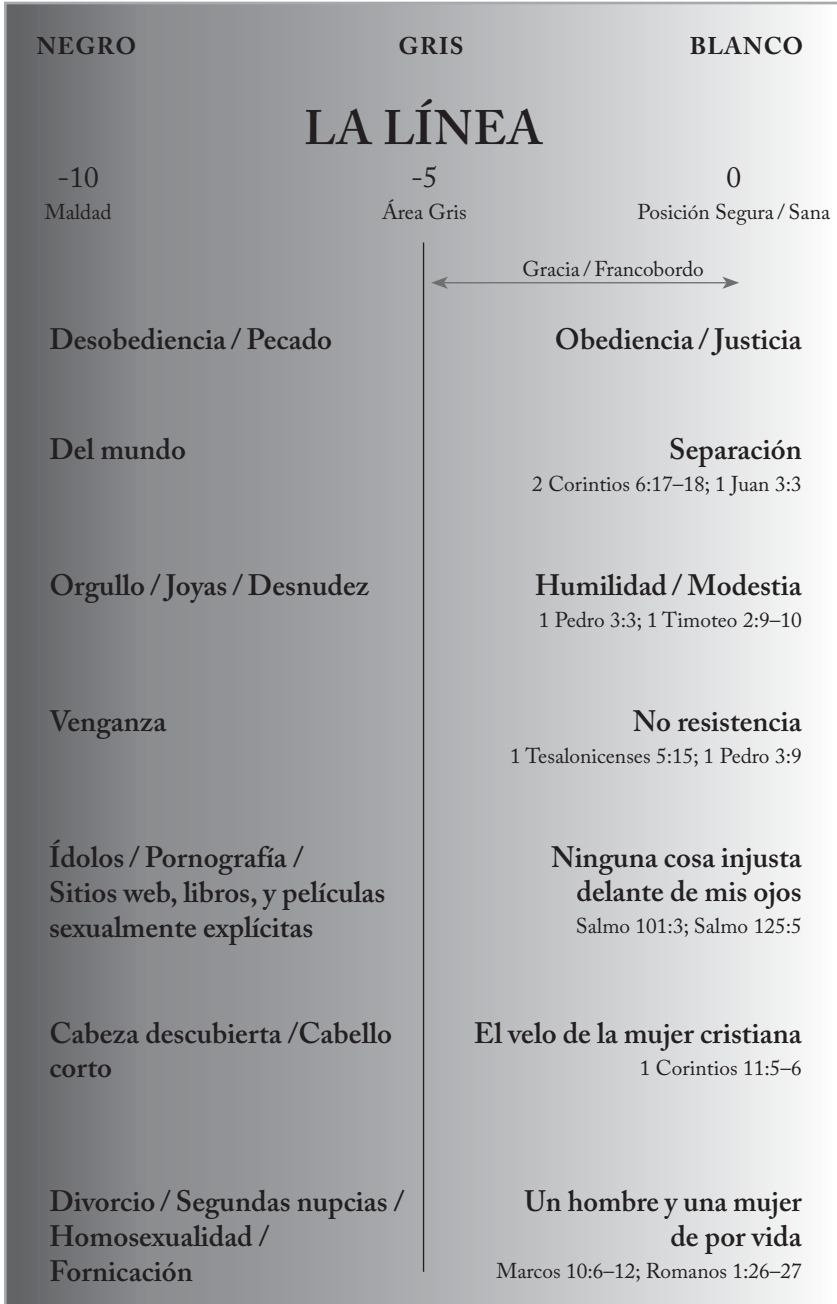 NEGRO GRIS BLANCO
LA LÍNEA
-10 -5 0
Maldad Área Gris Posición Segura / Sana
Gracia / Francobordo
Desobediencia / Pecado Obediencia / Justicia
Del mundo Separación
2 Corintios 6:17–18; 1 Juan 3:3
Orgullo / Joyas / Desnudez Humilidad / Modestia
1 Pedro 3:3; 1 Timoteo 2:9–10
Venganza No resistencia
1 Tesalonicenses 5:15; 1 Pedro 3:9
Ídolos / Pornografía / Ninguna cosa injusta
Sitios web, libros, y películas delante de mis ojos
sexualmente explícitas Salmo 101:3; Salmo 125:5
Cabeza descubierta /Cabello El velo de la mujer cristiana
corto 1 Corintios 11:5–6
Divorcio / Segundas nupcias / Un hombre y una mujer
Homosexualidad / de por vida
Fornicación Marcos 10:6–12; Romanos 1:26–27